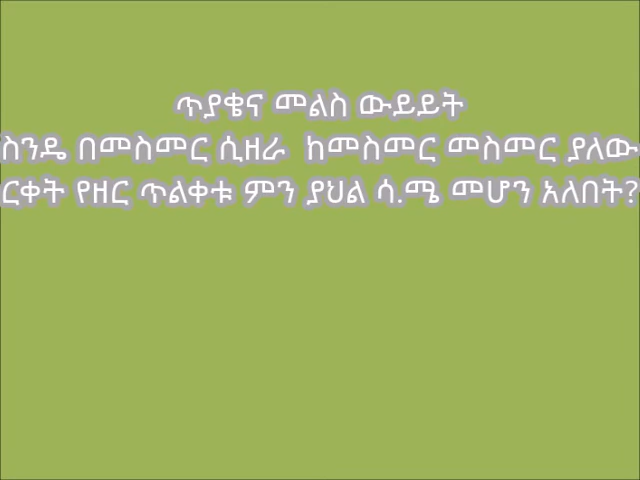 ጥያቄና መልስ ውይይት
ስንዴ በመስመር ሲዘራ ከመስመር መስመር ያለው
ርቀት የዘር ጥልቀቱ ምን ያህል ሳ.ሜ መሆን አለበት?